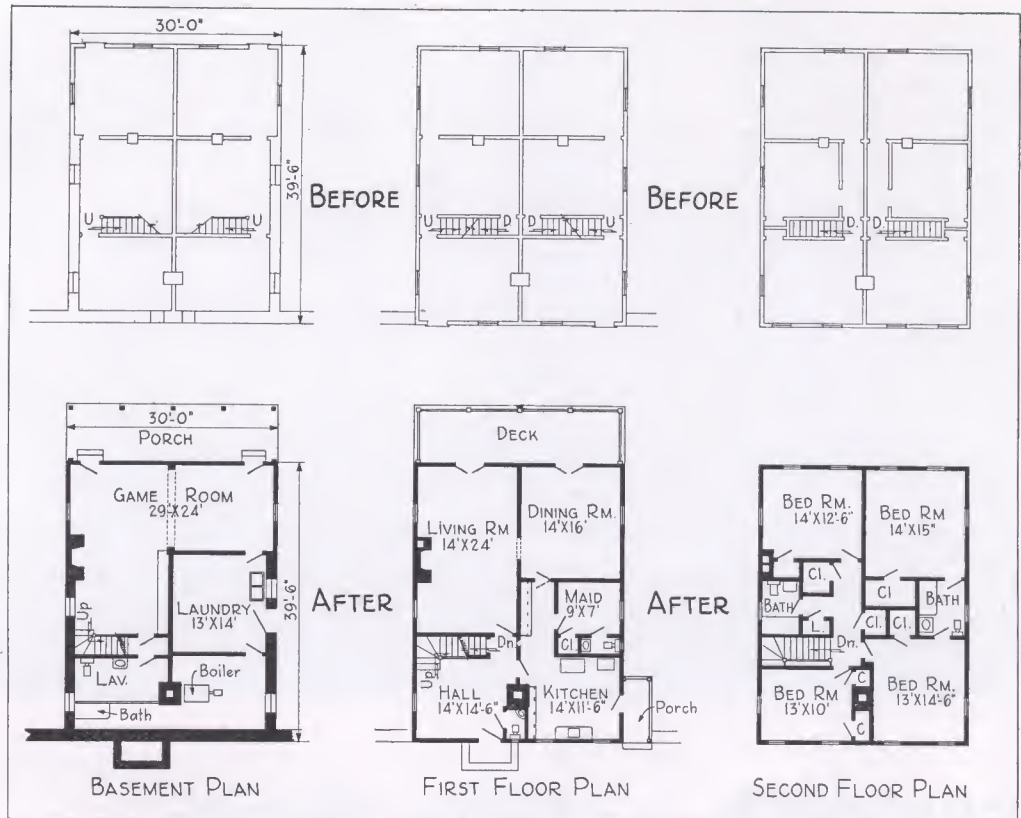 30'-0"
39'-6"
U
U
BEFORE
U
D
D
U
BEFORE
D.
D.
30'-0"
PORCH
GAME ROOM
29'X24'
LAUNDRY
13'X14'
Up
LAV.
Boiler
Bath
39'-6"
BASEMENT PLAN
AFTER
DECK
LIVING RM
14'X24'
DINING RM.
14'X16'
MAID
9'X7'
Cl.
Dn.
Up
HALL
14'X14'-6"
KITCHEN
14'X11'-6"
Porch
FIRST FLOOR PLAN
AFTER
BED RM.
14'X12'-6"
BED RM
14'X15"
Cl.
Cl
BATH
BATH
L.
Cl.
Cl.
Dn.
BED RM
13'X10'
C
C
BED RM.
13'X14'-6"
SECOND FLOOR PLAN